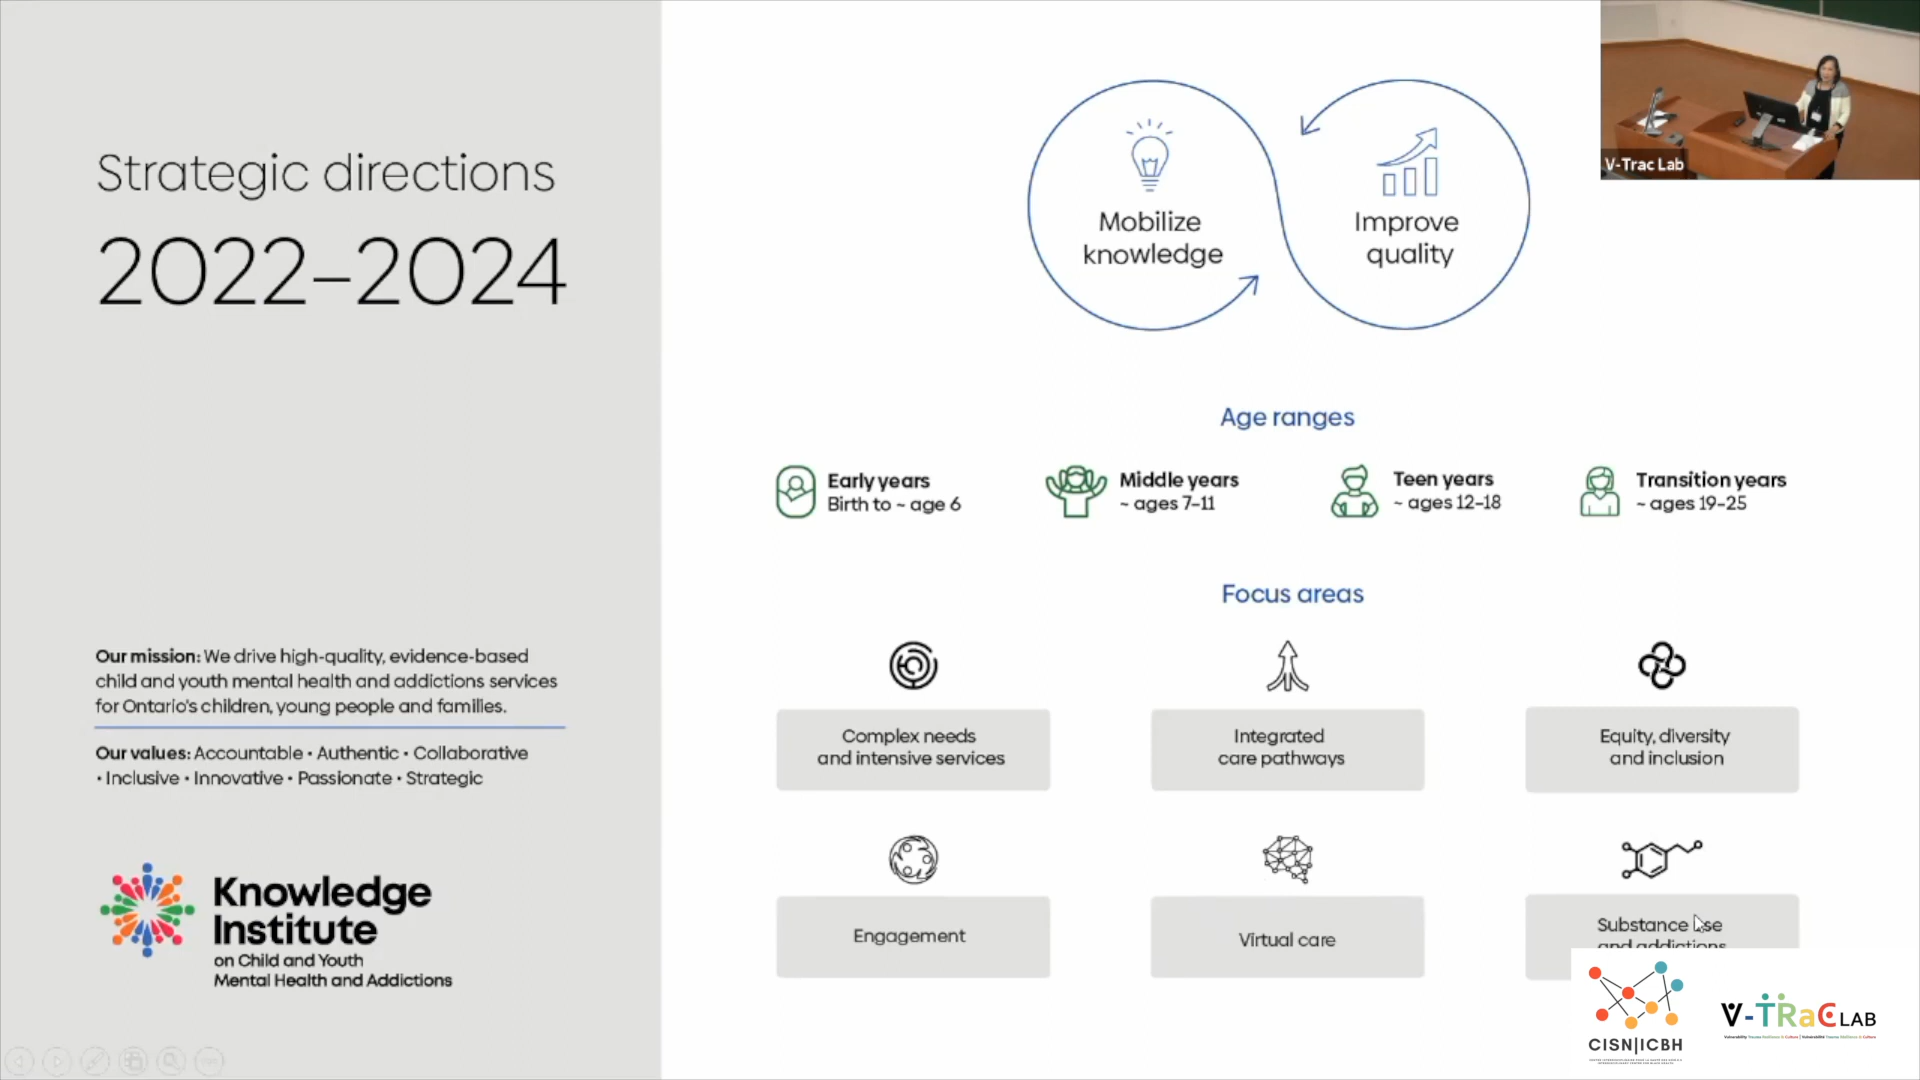 Strategic directions
2022–2024
Our mission: We drive high-quality, evidence-based
child and youth mental health and addictions services
for Ontario's children, young people and families.
Our values: Accountable • Authentic • Collaborative
• Inclusive • Innovative • Passionate • Strategic
Knowledge
Institute
on Child and Youth
Mental Health and Addictions
Mobilize
knowledge
Improve
quality
Age ranges
Early years
Birth to ~ age 6
Middle years
~ ages 7–11
Teen years
~ ages 12–18
Transition years
~ ages 19–25
Focus areas
Complex needs
and intensive services
Integrated
care pathways
Equity, diversity
and inclusion
Engagement
Virtual care
Substance use
and addictions
V-Trac Lab
CISN|ICBH
V-TRaC LAB